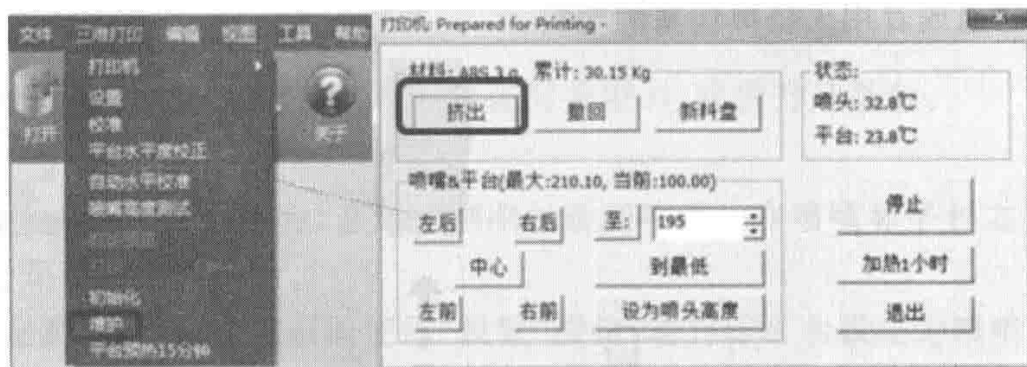 文件 三维打印 编辑 视图 工具 帮助
打开
关于
打印机
设置
校准
平台水平度校正
自动水平校准
喷嘴高度测试
初始化
维护
平台预热15分钟
打印机: Prepared for Printing -
材料: ABS 3 g, 累计: 30.15 Kg
挤出 撤回 新料盘
状态:
喷头: 32.8℃
平台: 23.8℃
喷嘴&平台(最大:210.10, 当前:100.00)
左后 右后 至: 195
中心 到最低
左前 右前 设为喷头高度
停止
加热1小时
退出